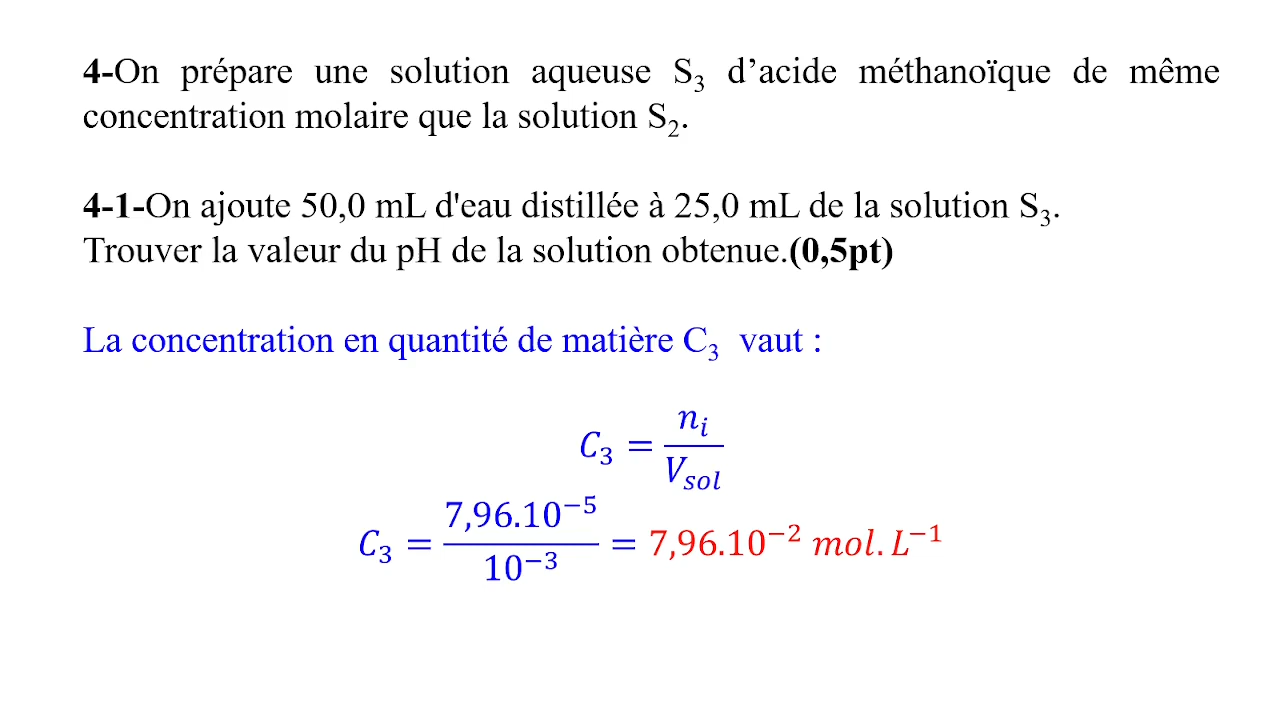 4-On prépare une solution aqueuse S₃ d’acide méthanoïque de même
concentration molaire que la solution S₂.
4-1-On ajoute 50,0 mL d'eau distillée à 25,0 mL de la solution S₃.
Trouver la valeur du pH de la solution obtenue.(0,5pt)
La concentration en quantité de matière C₃ vaut :
C₃ = nᵢ / Vₛₒₗ
C₃ = 7,96.10⁻⁵ / 10⁻³ = 7,96.10⁻² mol. L⁻¹